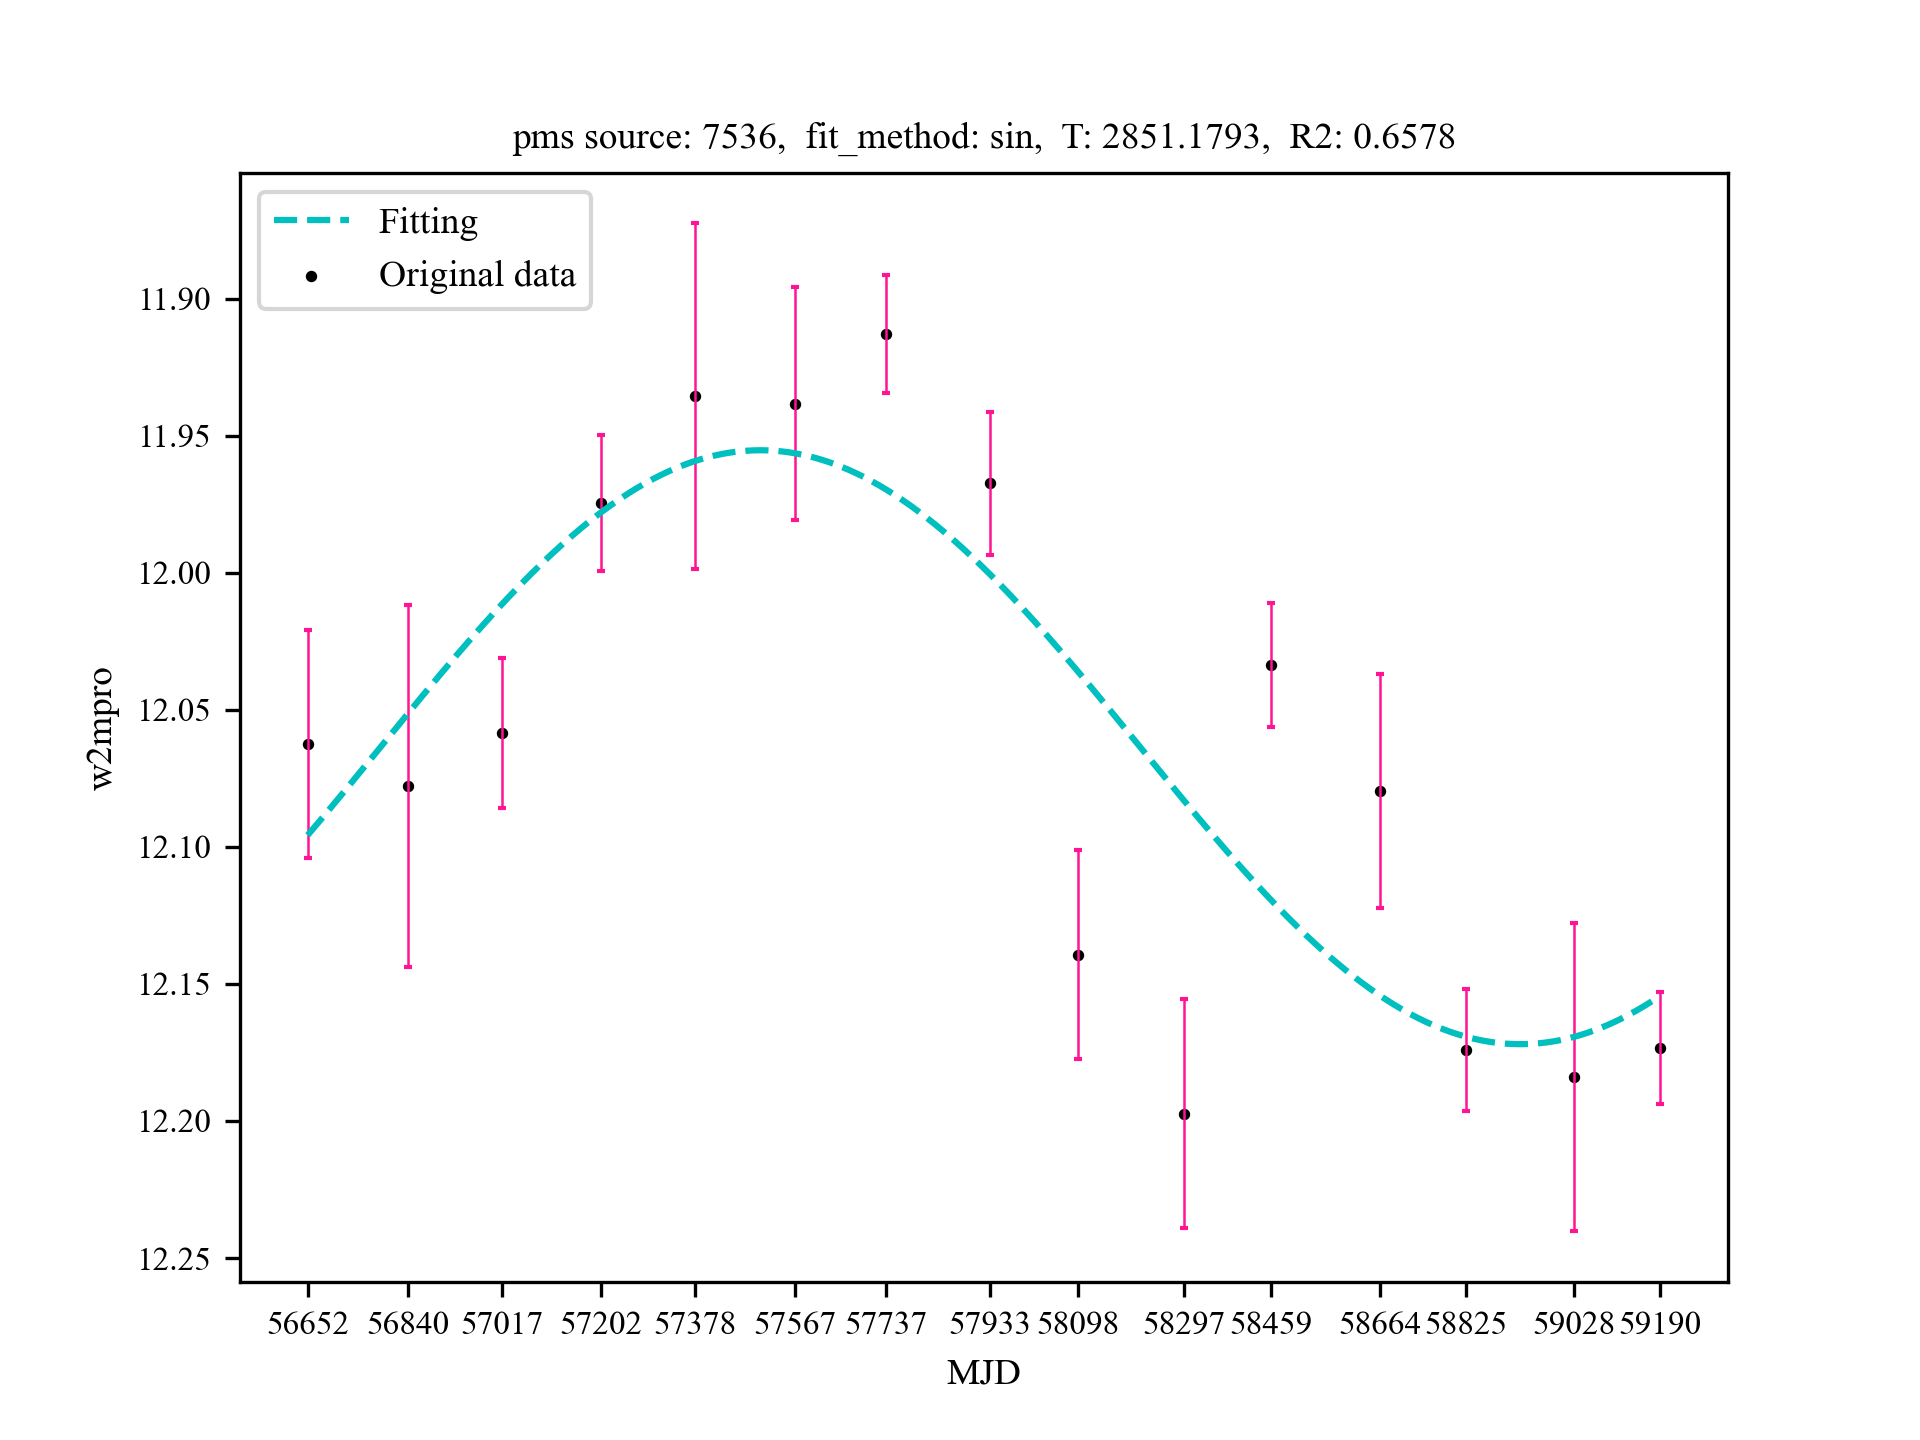 pms source: 7536,  fit_method: sin,  T: 2851.1793,  R2: 0.6578
Fitting
Original data
11.90
11.95
12.00
12.05
12.10
12.15
12.20
12.25
w2mpro
56652 56840 57017 57202 57378 57567 57737 57933 58098 58297 58459 58664 58825 59028 59190
MJD